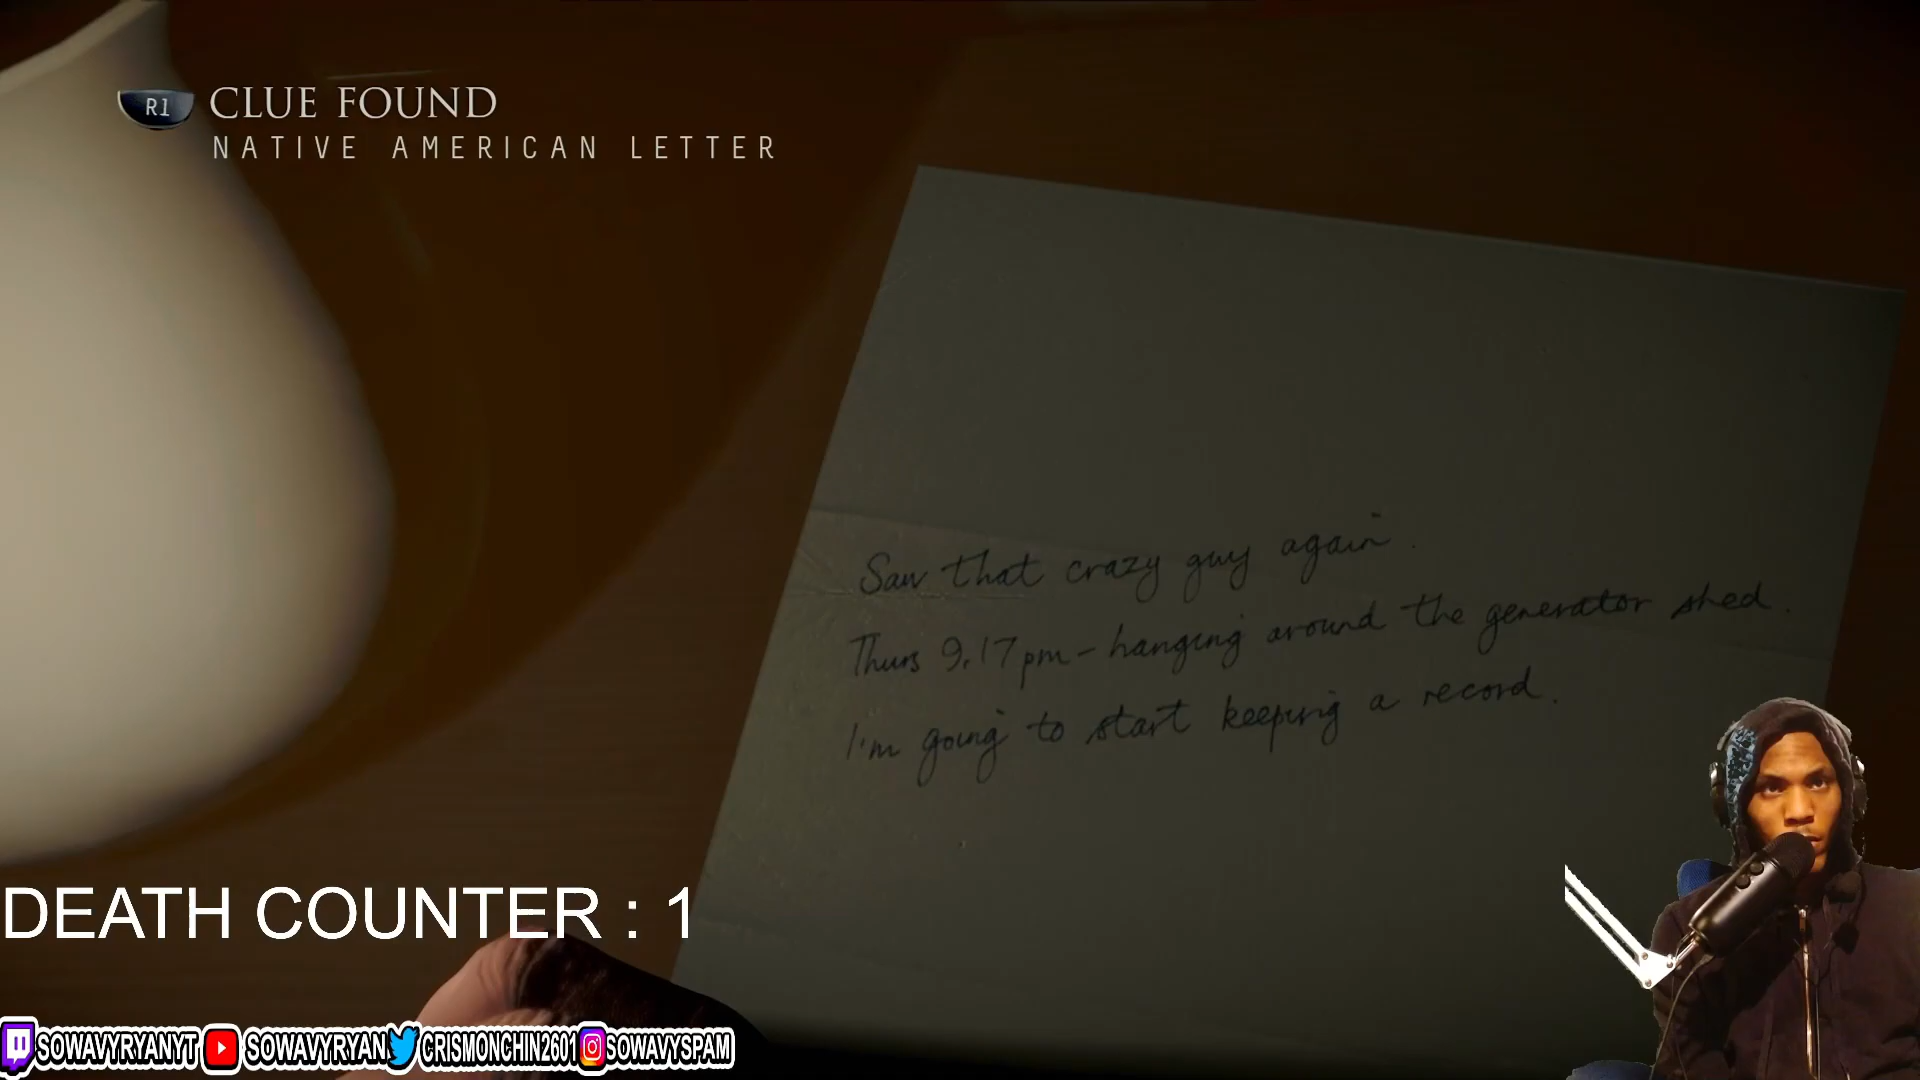 R1 CLUE FOUND
NATIVE AMERICAN LETTER
Saw that crazy guy again.
Thurs 9.17pm - hanging around the generator shed.
I'm going to start keeping a record.
DEATH COUNTER : 1
SOWAVYRYANYT SOWAVYRYAN CRISMONCHIN2601 SOWAVYSPAM